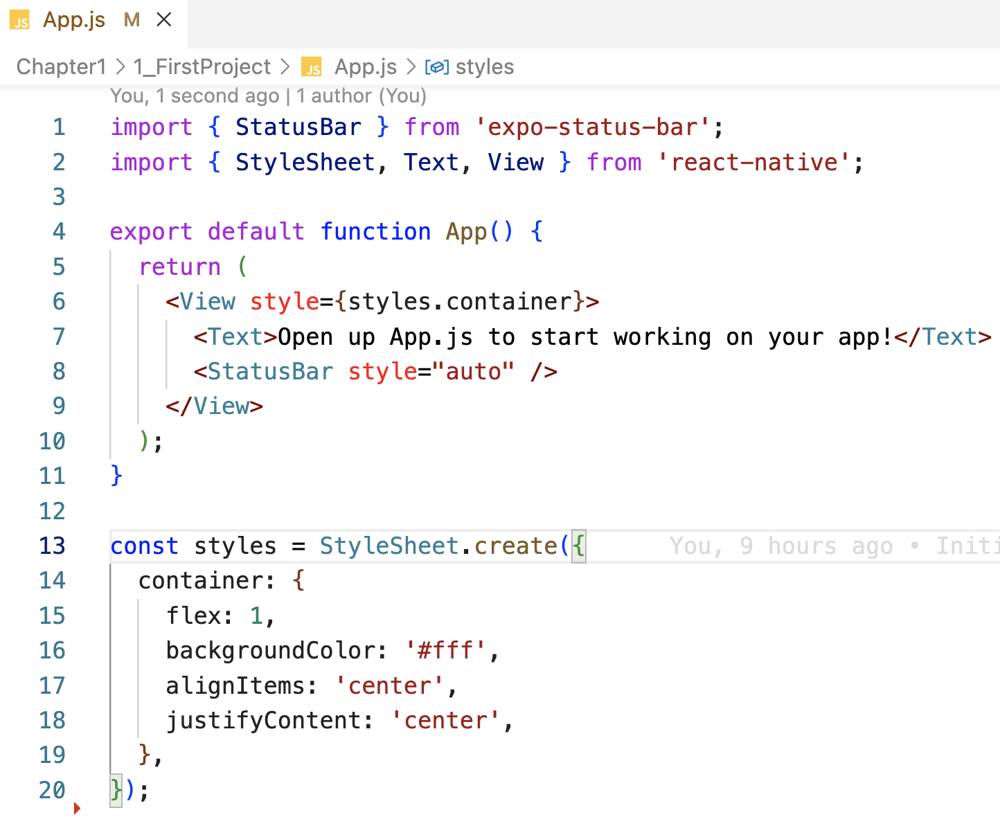 JS App.js M
Chapter1 > 1_FirstProject > JS App.js > styles
You, 1 second ago | 1 author (You)
1 import { StatusBar } from 'expo-status-bar';
2 import { StyleSheet, Text, View } from 'react-native';
3
4 export default function App() {
5   return (
6     <View style={styles.container}>
7       <Text>Open up App.js to start working on your app!</Text>
8       <StatusBar style="auto" />
9     </View>
10   );
11 }
12
13 const styles = StyleSheet.create({ You, 9 hours ago • Initi
14   container: {
15     flex: 1,
16     backgroundColor: '#fff',
17     alignItems: 'center',
18     justifyContent: 'center',
19   },
20 });